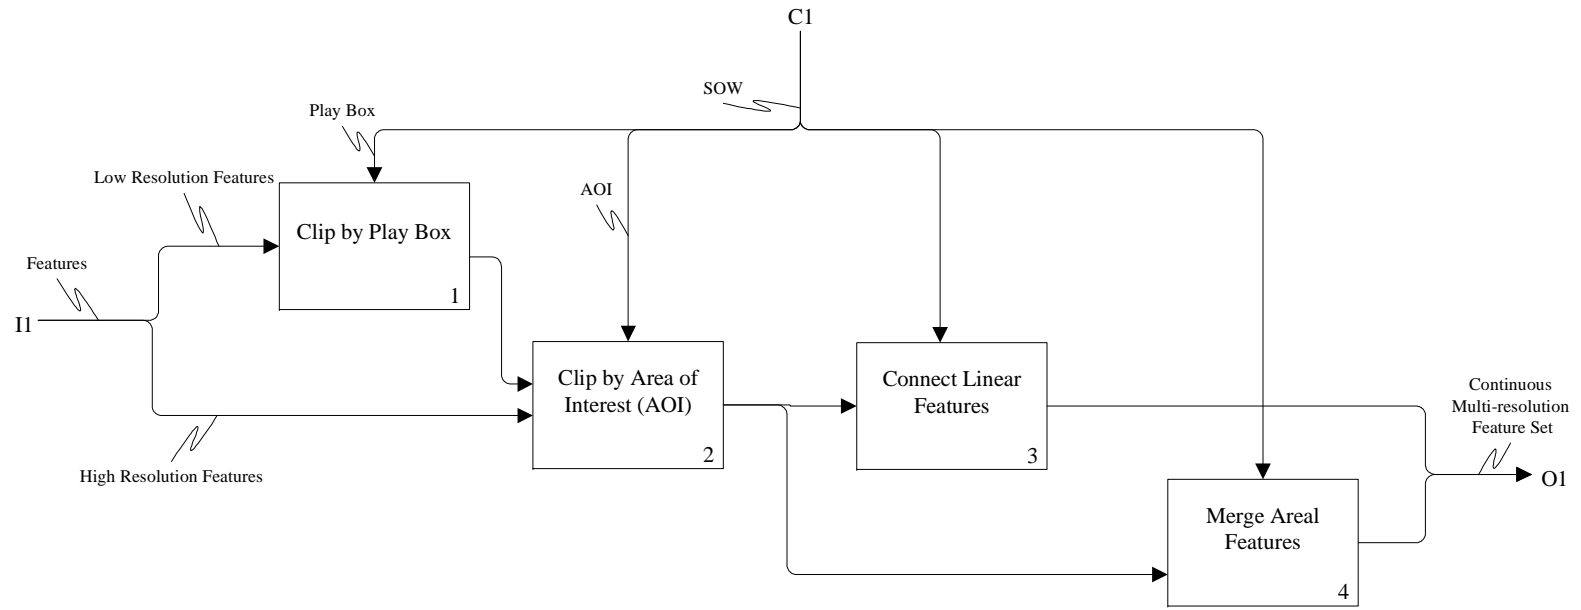 C1
SOW
Play Box
Low Resolution Features
AOI
Clip by Play Box
Features
1
I1
Clip by Area of
Interest (AOI)
2
Connect Linear
Features
3
Continuous
Multi-resolution
Feature Set
High Resolution Features
O1
Merge Areal
Features
4